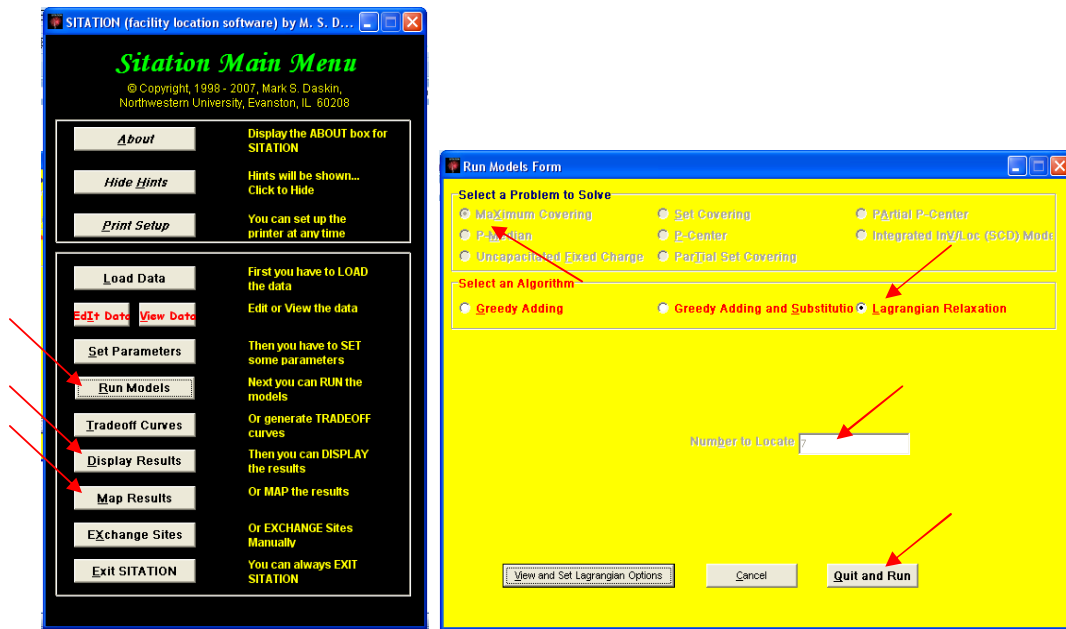 SITATION (facility location software) by M. S. D...
Sitation Main Menu
© Copyright, 1998 - 2007, Mark S. Daskin,
Northwestern University, Evanston, IL 60208
About
Display the ABOUT box for
SITATION
Hide Hints
Hints will be shown...
Click to Hide
Print Setup
You can set up the
printer at any time
Load Data
First you have to LOAD
the data
EdIt Data
View Data
Edit or View the data
Set Parameters
Then you have to SET
some parameters
Run Models
Next you can RUN the
models
Tradeoff Curves
Or generate TRADEOFF
curves
Display Results
Then you can DISPLAY
the results
Map Results
Or MAP the results
EXchange Sites
Or EXCHANGE Sites
Manually
Exit SITATION
You can always EXIT
SITATION
Run Models Form
Select a Problem to Solve
MaXimum Covering
Set Covering
PArtial P-Center
P-Median
P-Center
Integrated InV/Loc (SCD) Mode
Uncapacitated Fixed Charge
ParTial Set Covering
Select an Algorithm
Greedy Adding
Greedy Adding and Substitutio
Lagrangian Relaxation
Number to Locate
7
View and Set Lagrangian Options
Cancel
Quit and Run